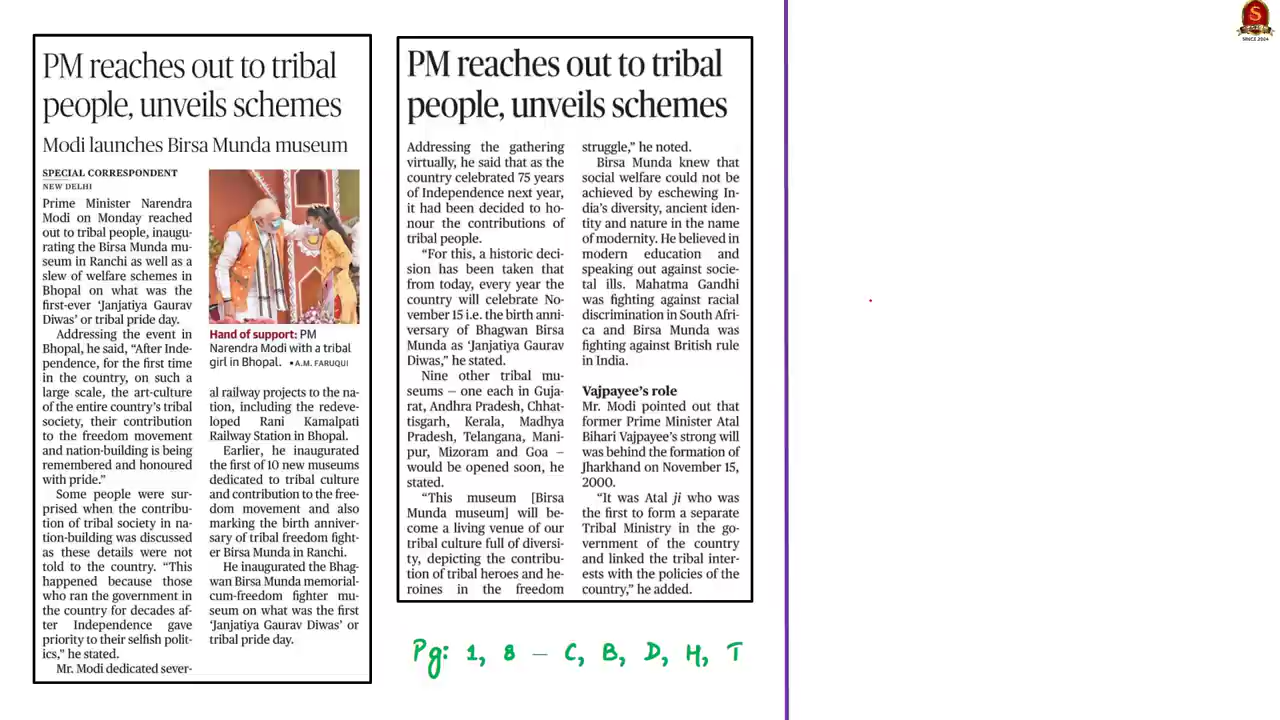 PM reaches out to tribal
people, unveils schemes
Modi launches Birsa Munda museum
SPECIAL CORRESPONDENT
NEW DELHI
Prime Minister Narendra
Modi on Monday reached
out to tribal people, inaugu-
rating the Birsa Munda mu-
seum in Ranchi as well as a
slew of welfare schemes in
Bhopal on what was the
first-ever ‘Janjatiya Gaurav
Diwas’ or tribal pride day.
Addressing the event in
Bhopal, he said, “After Inde-
pendence, for the first time
in the country, on such a
large scale, the art-culture
of the entire country’s tribal
society, their contribution
to the freedom movement
and nation-building is being
remembered and honoured
with pride.”
Some people were sur-
prised when the contribu-
tion of tribal society in na-
tion-building was discussed
as these details were not
told to the country. “This
happened because those
who ran the government in
the country for decades af-
ter Independence gave
priority to their selfish polit-
ics,” he stated.
Mr. Modi dedicated sever-
Hand of support: PM
Narendra Modi with a tribal
girl in Bhopal. ▪ A.M. FARUQUI
al railway projects to the na-
tion, including the redeve-
loped Rani Kamalpati
Railway Station in Bhopal.
Earlier, he inaugurated
the first of 10 new museums
dedicated to tribal culture
and contribution to the free-
dom movement and also
marking the birth anniver-
sary of tribal freedom fight-
er Birsa Munda in Ranchi.
He inaugurated the Bhag-
wan Birsa Munda memorial-
cum-freedom fighter mu-
seum on what was the first
‘Janjatiya Gaurav Diwas’ or
tribal pride day.
PM reaches out to tribal
people, unveils schemes
Addressing the gathering
virtually, he said that as the
country celebrated 75 years
of Independence next year,
it had been decided to ho-
nour the contributions of
tribal people.
“For this, a historic deci-
sion has been taken that
from today, every year the
country will celebrate No-
vember 15 i.e. the birth anni-
versary of Bhagwan Birsa
Munda as ‘Janjatiya Gaurav
Diwas,” he stated.
Nine other tribal mu-
seums — one each in Guja-
rat, Andhra Pradesh, Chhat-
tisgarh, Kerala, Madhya
Pradesh, Telangana, Mani-
pur, Mizoram and Goa —
would be opened soon, he
stated.
“This museum [Birsa
Munda museum] will be-
come a living venue of our
tribal culture full of diversi-
ty, depicting the contribu-
tion of tribal heroes and he-
roines in the freedom
struggle,” he noted.
Birsa Munda knew that
social welfare could not be
achieved by eschewing In-
dia’s diversity, ancient iden-
tity and nature in the name
of modernity. He believed in
modern education and
speaking out against socie-
tal ills. Mahatma Gandhi
was fighting against racial
discrimination in South Afri-
ca and Birsa Munda was
fighting against British rule
in India.
Vajpayee’s role
Mr. Modi pointed out that
former Prime Minister Atal
Bihari Vajpayee’s strong will
was behind the formation of
Jharkhand on November 15,
2000.
“It was Atal ji who was
the first to form a separate
Tribal Ministry in the go-
vernment of the country
and linked the tribal inter-
ests with the policies of the
country,” he added.
Pg: 1, 8 – C, B, D, H, T
S
SINCE 2004